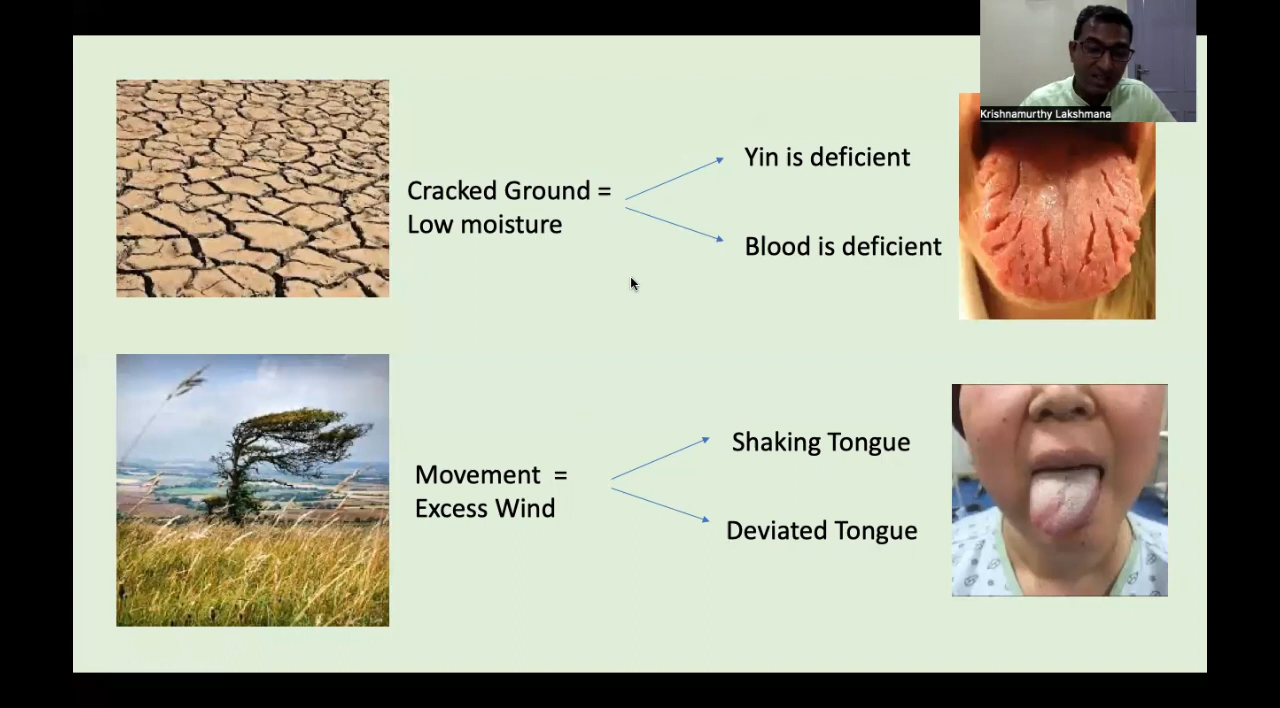 Krishnamurthy Lakshmana
Cracked Ground =
Low moisture
Yin is deficient
Blood is deficient
Movement =
Excess Wind
Shaking Tongue
Deviated Tongue